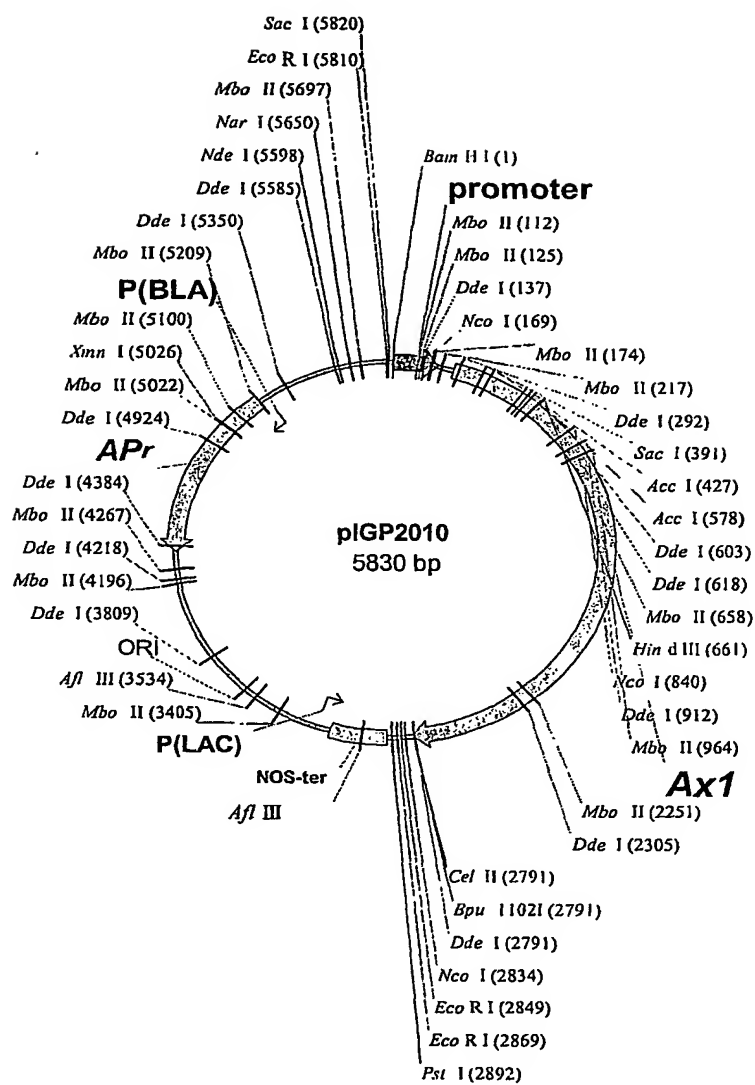 Sac I (5820)
Eco R I (5810)
Mbo II (5697)
Nar I (5650)
Nde I (5598)
Dde I (5585)
Dde I (5350)
Mbo II (5209)
P(BLA)
Mbo II (5100)
Xmn I (5026)
Mbo II (5022)
Dde I (4924)
APr
Dde I (4384)
Mbo II (4267)
Dde I (4218)
Mbo II (4196)
Dde I (3809)
ORI
Afl III (3534)
Mbo II (3405)
P(LAC)
NOS-ter
Afl III
pIGP2010
5830 bp
Bam H I (1)
promoter
Mbo II (112)
Mbo II (125)
Dde I (137)
Nco I (169)
Mbo II (174)
Mbo II (217)
Dde I (292)
Sac I (391)
Acc I (427)
Acc I (578)
Dde I (603)
Dde I (618)
Mbo II (658)
Hin d III (661)
Nco I (840)
Dde I (912)
Mbo II (964)
Ax1
Mbo II (2251)
Dde I (2305)
Cel II (2791)
Bpu 1102I (2791)
Dde I (2791)
Nco I (2834)
Eco R I (2849)
Eco R I (2869)
Pst I (2892)